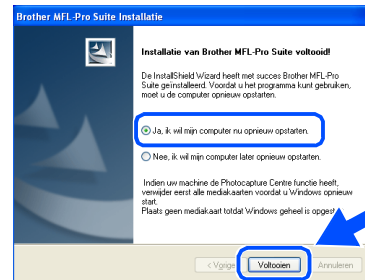 Brother MFL-Pro Suite Installatie
Installatie van Brother MFL-Pro Suite voltooid!
De InstallShield Wizard heeft met succes Brother MFL-Pro
Suite geïnstalleerd. Voordat u het programma kunt gebruiken,
moet u de computer opnieuw opstarten.
Ja, ik wil mijn computer nu opnieuw opstarten.
Nee, ik wil mijn computer later opnieuw opstarten.
Indien uw machine de Photocapture Centre functie heeft,
verwijder eerst alle mediakaarten voordat u Windows opnieuw
start.
Plaats geen mediakaart totdat Windows geheel is
< Vorige Voltooien Annuleren